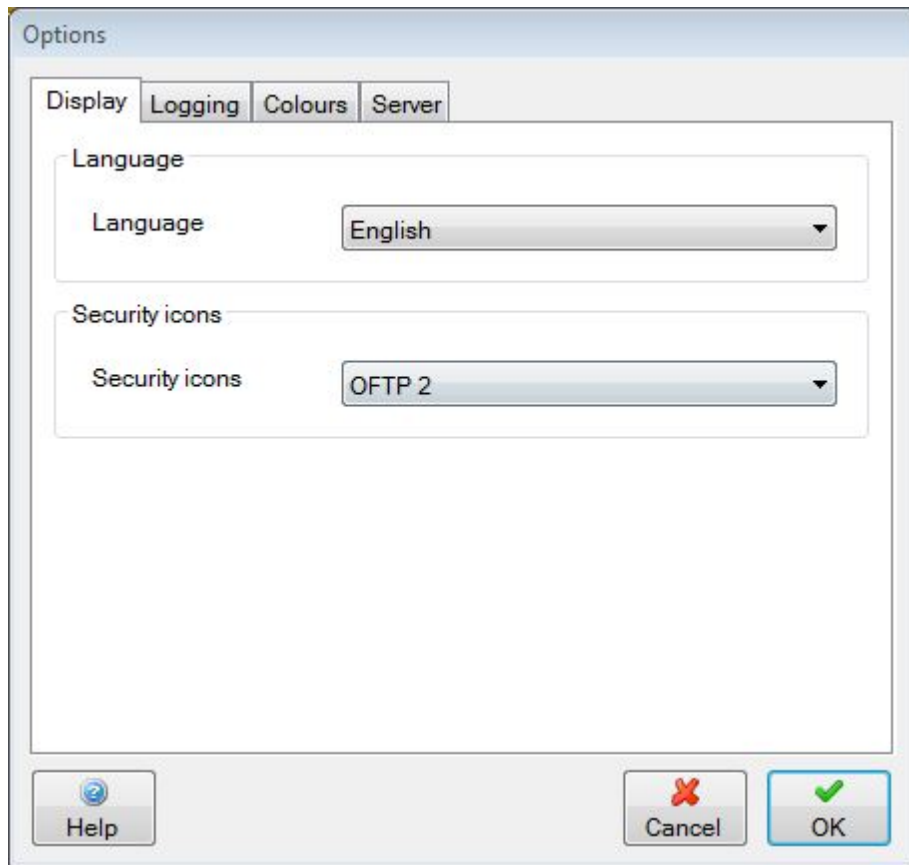 Options
Display Logging Colours Server
Language
Language English
Security icons
Security icons OFTP 2
Help Cancel OK